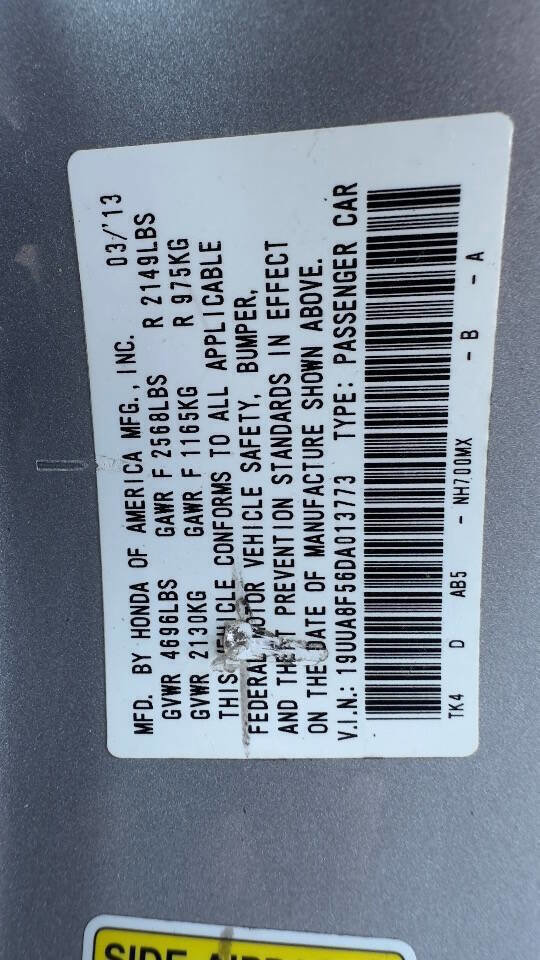 MFD. BY HONDA OF AMERICA MFG., INC. 03/'13
GVWR 4696LBS GAWR F 2568LBS R 2149LBS
GVWR 2130KG GAWR F 1165KG R 975KG
THIS VEHICLE CONFORMS TO ALL APPLICABLE
FEDERAL MOTOR VEHICLE SAFETY, BUMPER,
AND THEFT PREVENTION STANDARDS IN EFFECT
ON THE DATE OF MANUFACTURE SHOWN ABOVE.
V.I.N.: 19UUA8F56DA013773 TYPE: PASSENGER CAR
TK4 D AB5 - NH700MX - B - A
SIDE